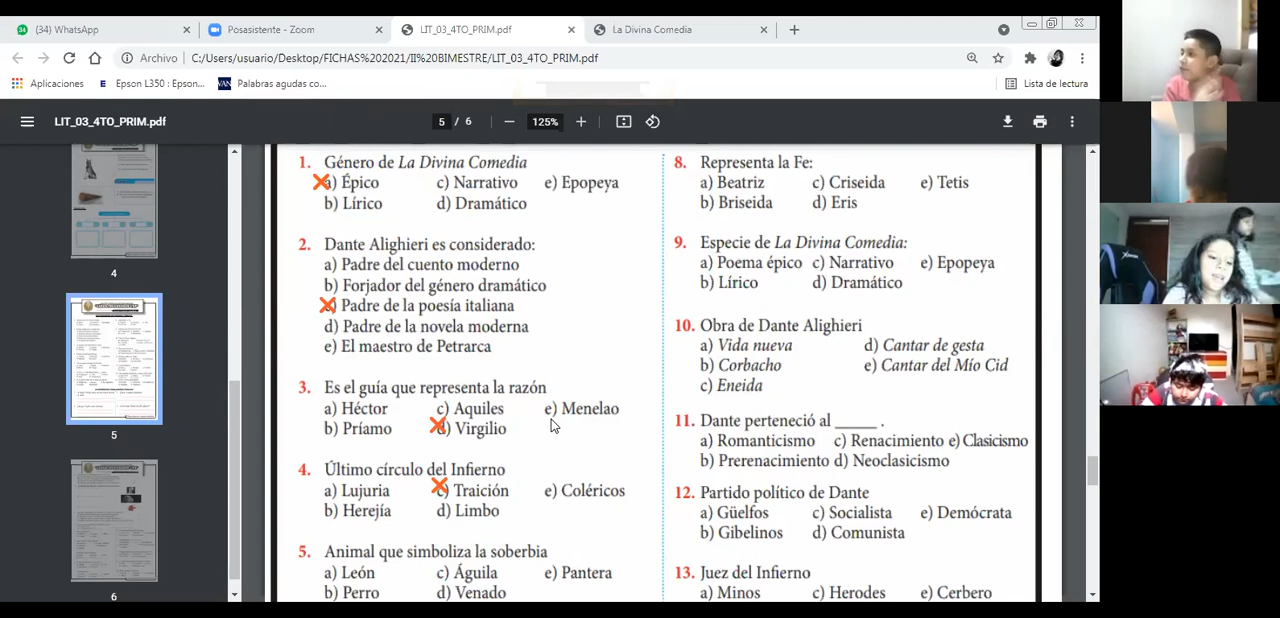 (34) WhatsApp
Posasistente - Zoom
LIT_03_4TO_PRIM.pdf
La Divina Comedia
Archivo | C:/Users/usuario/Desktop/FICHAS%202021/II%20BIMESTRE/LIT_03_4TO_PRIM.pdf
Aplicaciones
Epson L350 : Epson...
Palabras agudas co...
Lista de lectura
LIT_03_4TO_PRIM.pdf
5 / 6
125%
4
5
6
1. Género de La Divina Comedia
a) Épico c) Narrativo e) Epopeya
b) Lírico d) Dramático
2. Dante Alighieri es considerado:
a) Padre del cuento moderno
b) Forjador del género dramático
Padre de la poesía italiana
d) Padre de la novela moderna
e) El maestro de Petrarca
3. Es el guia que representa la razón
a) Héctor c) Aquiles e) Menelao
b) Príamo d) Virgilio
4. Último círculo del Infierno
a) Lujuria c) Traición e) Coléricos
b) Herejía d) Limbo
5. Animal que simboliza la soberbia
a) León c) Águila e) Pantera
b) Perro d) Venado
8. Representa la Fe:
a) Beatriz c) Criseida e) Tetis
b) Briseida d) Eris
9. Especie de La Divina Comedia:
a) Poema épico c) Narrativo e) Epopeya
b) Lírico d) Dramático
10. Obra de Dante Alighieri
a) Vida nueva d) Cantar de gesta
b) Corbacho e) Cantar del Mío Cid
c) Eneida
11. Dante perteneció al _____ .
a) Romanticismo c) Renacimiento e) Clasicismo
b) Prerenacimiento d) Neoclasicismo
12. Partido político de Dante
a) Güelfos c) Socialista e) Demócrata
b) Gibelinos d) Comunista
13. Juez del Infierno
a) Minos c) Herodes e) Cerbero